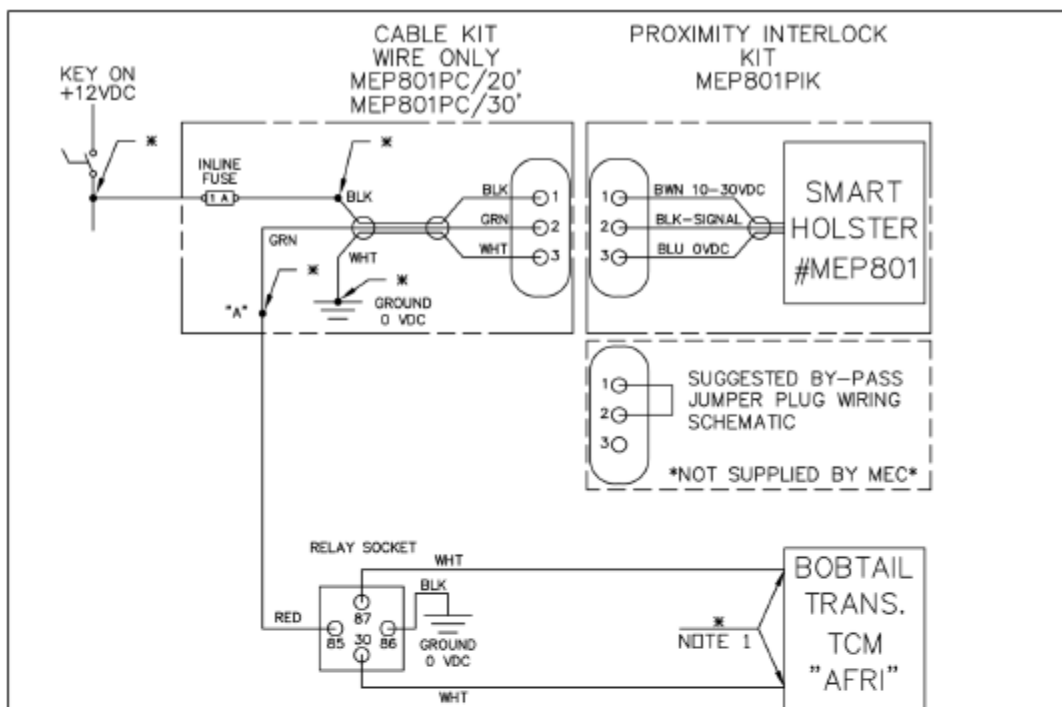 CABLE KIT
WIRE ONLY
MEP801PC/20'
MEP801PC/30'
PROXIMITY INTERLOCK
KIT
MEP801PIK
KEY ON
+12VDC
*
*
INLINE
FUSE
1 A
BLK
BLK
1
GRN
2
WHT
3
GRN
WHT
*
"A"
*
GROUND
0 VDC
1
BWN 10-30VDC
2
BLK-SIGNAL
3
BLU 0VDC
SMART
HOLSTER
#MEP801
1
2
3
SUGGESTED BY-PASS
JUMPER PLUG WIRING
SCHEMATIC
*NOT SUPPLIED BY MEC*
RELAY SOCKET
WHT
BLK
RED
87
85
30
86
GROUND
0 VDC
WHT
*
NOTE 1
BOBTAIL
TRANS.
TCM
"AFRI"